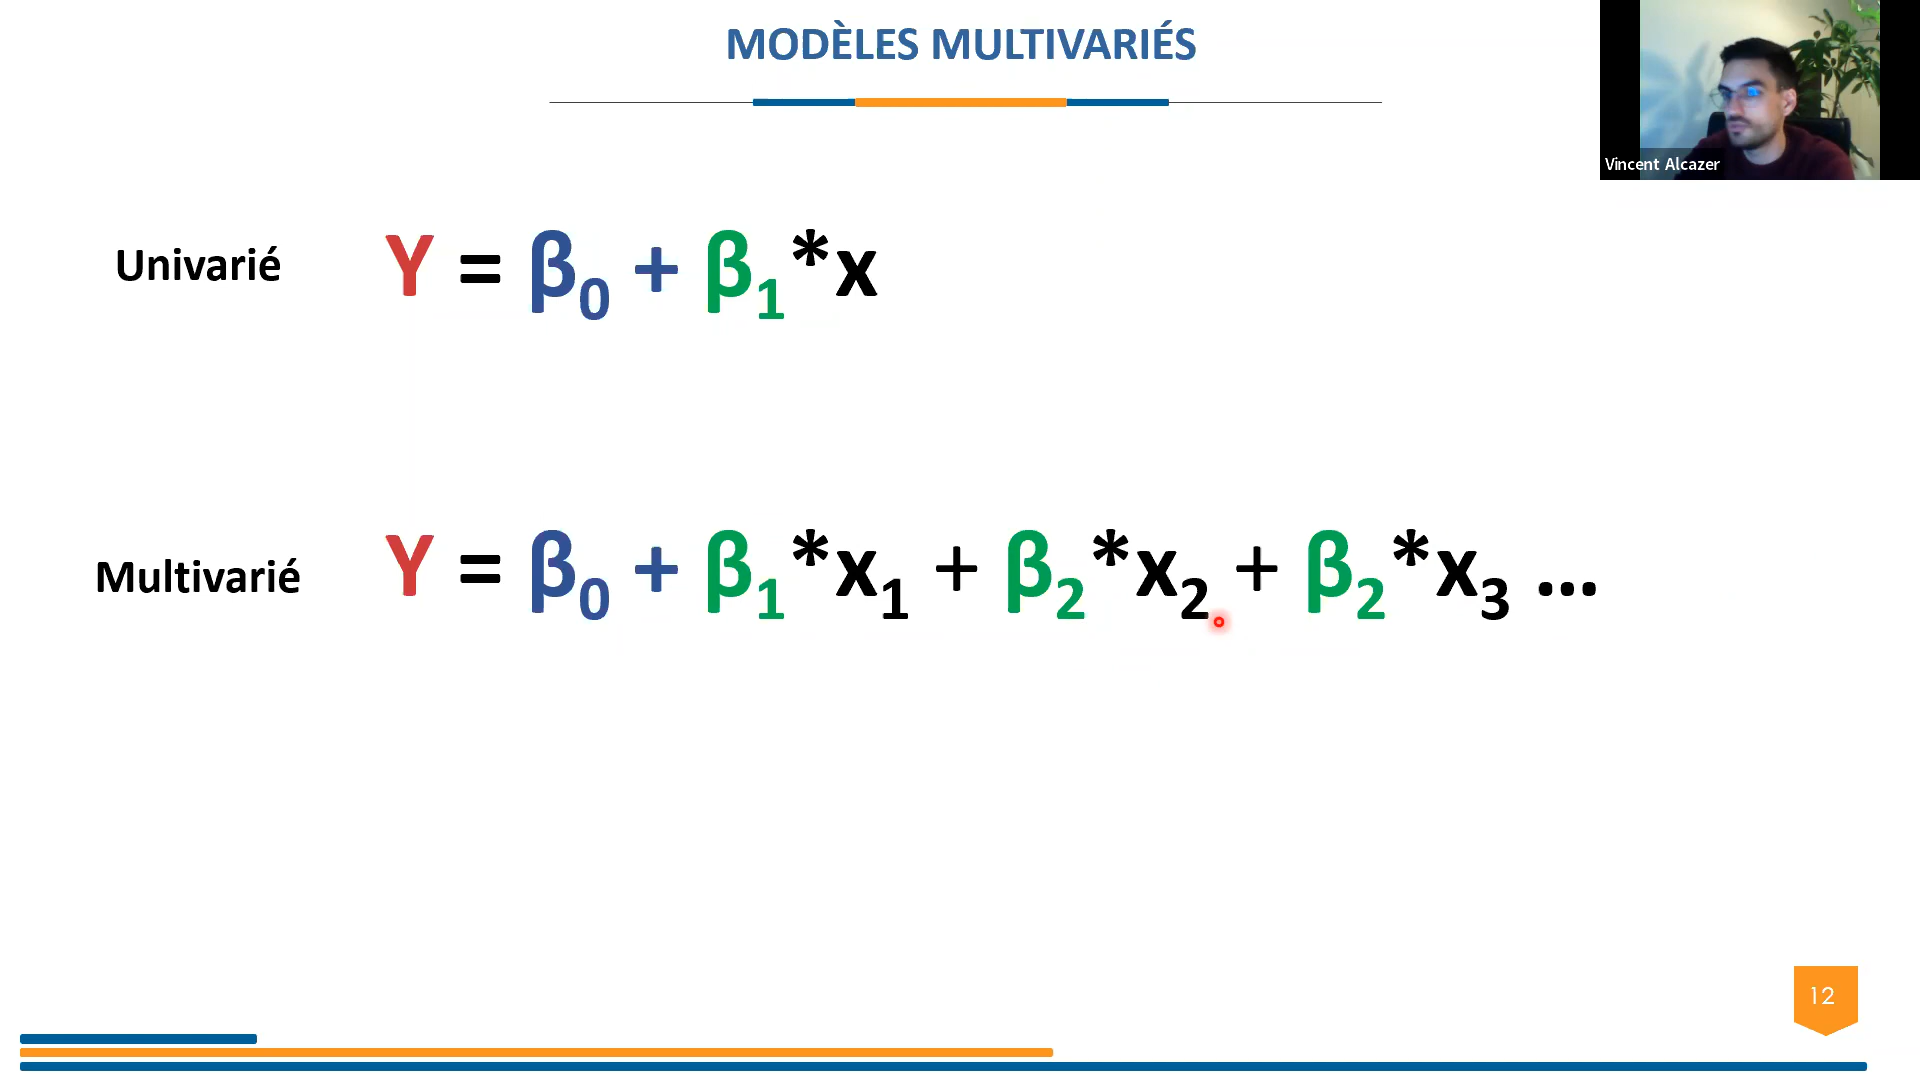 MODÈLES MULTIVARIÉS
Vincent Alcazer
Univarié Y = β₀ + β₁*x
Multivarié Y = β₀ + β₁*x₁ + β₂*x₂ + β₂*x₃ ...
12